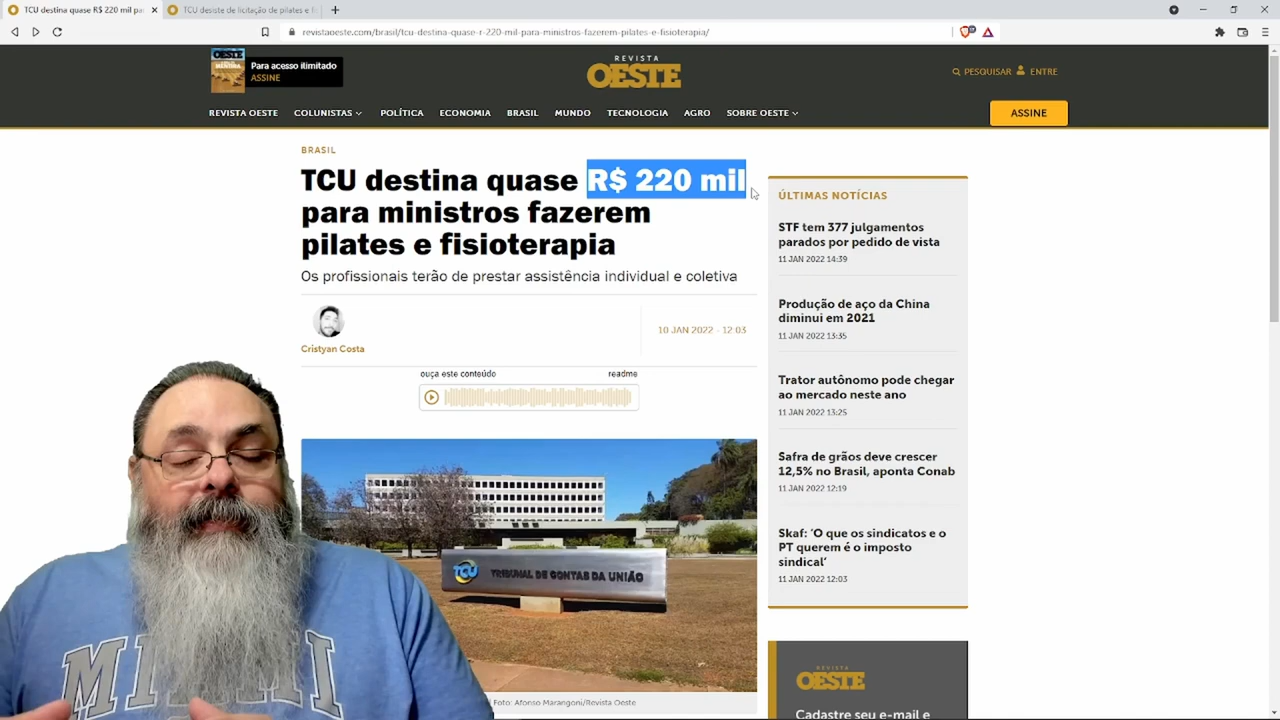 TCU destina quase R$ 220 mil pa
TCU desiste de licitação de pilates e fi
revistaoeste.com/brasil/tcu-destina-quase-r-220-mil-para-ministros-fazerem-pilates-e-fisioterapia/
OESTE
Para acesso ilimitado
ASSINE
REVISTA
OESTE
PESQUISAR
ENTRE
REVISTA OESTE
COLUNISTAS
POLÍTICA
ECONOMIA
BRASIL
MUNDO
TECNOLOGIA
AGRO
SOBRE OESTE
ASSINE
BRASIL
TCU destina quase R$ 220 mil
para ministros fazerem
pilates e fisioterapia
Os profissionais terão de prestar assistência individual e coletiva
Cristyan Costa
10 JAN 2022 - 12:03
ouça este conteúdo
readme
TCU TRIBUNAL DE CONTAS DA UNIÃO
Foto: Afonso Marangoni/Revista Oeste
MIAMI
ÚLTIMAS NOTÍCIAS
STF tem 377 julgamentos
parados por pedido de vista
11 JAN 2022 14:39
Produção de aço da China
diminui em 2021
11 JAN 2022 13:35
Trator autônomo pode chegar
ao mercado neste ano
11 JAN 2022 13:25
Safra de grãos deve crescer
12,5% no Brasil, aponta Conab
11 JAN 2022 12:19
Skaf: ‘O que os sindicatos e o
PT querem é o imposto
sindical’
11 JAN 2022 12:03
REVISTA
OESTE
Cadastre seu e-mail e